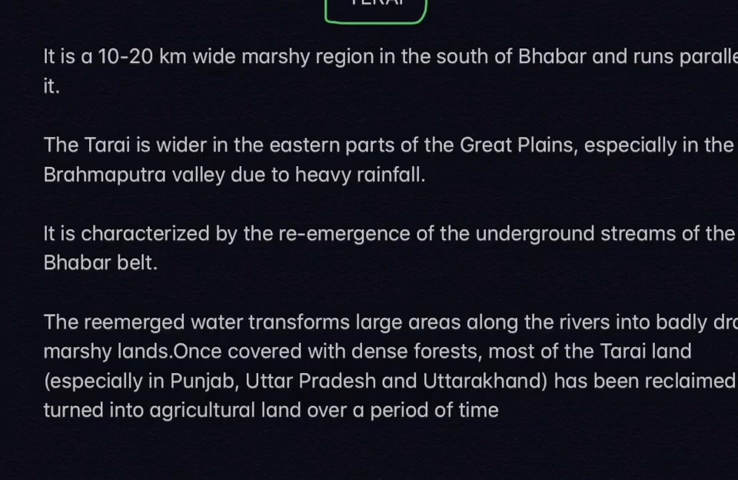 TERAI
It is a 10-20 km wide marshy region in the south of Bhabar and runs
it.
The Tarai is wider in the eastern parts of the Great Plains, especially in the
Brahmaputra valley due to heavy rainfall.
It is characterized by the re-emergence of the underground streams of the
Bhabar belt.
The reemerged water transforms large areas along the rivers into badly
marshy lands.Once covered with dense forests, most of the Tarai land
(especially in Punjab, Uttar Pradesh and Uttarakhand) has been reclaimed
turned into agricultural land over a period of time